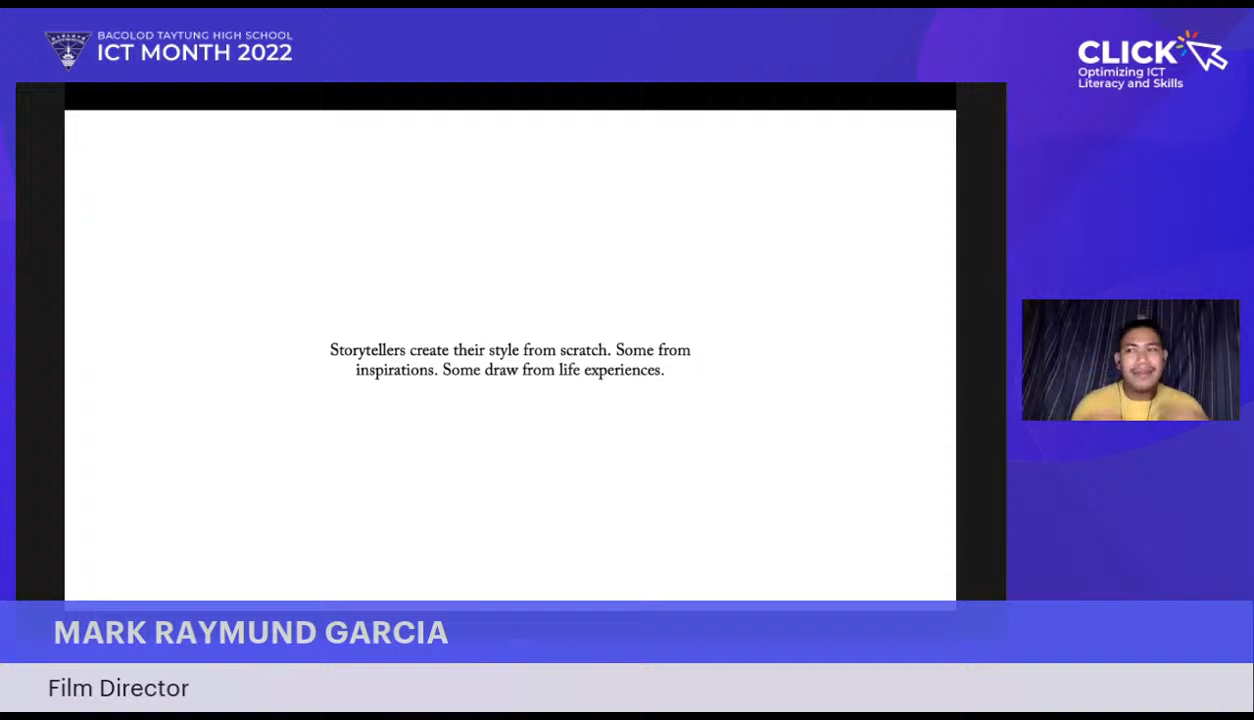 BACOLOD TAYTUNG HIGH SCHOOL
ICT MONTH 2022
CLICK
Optimizing ICT
Literacy and Skills
Storytellers create their style from scratch. Some from
inspirations. Some draw from life experiences.
MARK RAYMUND GARCIA
Film Director